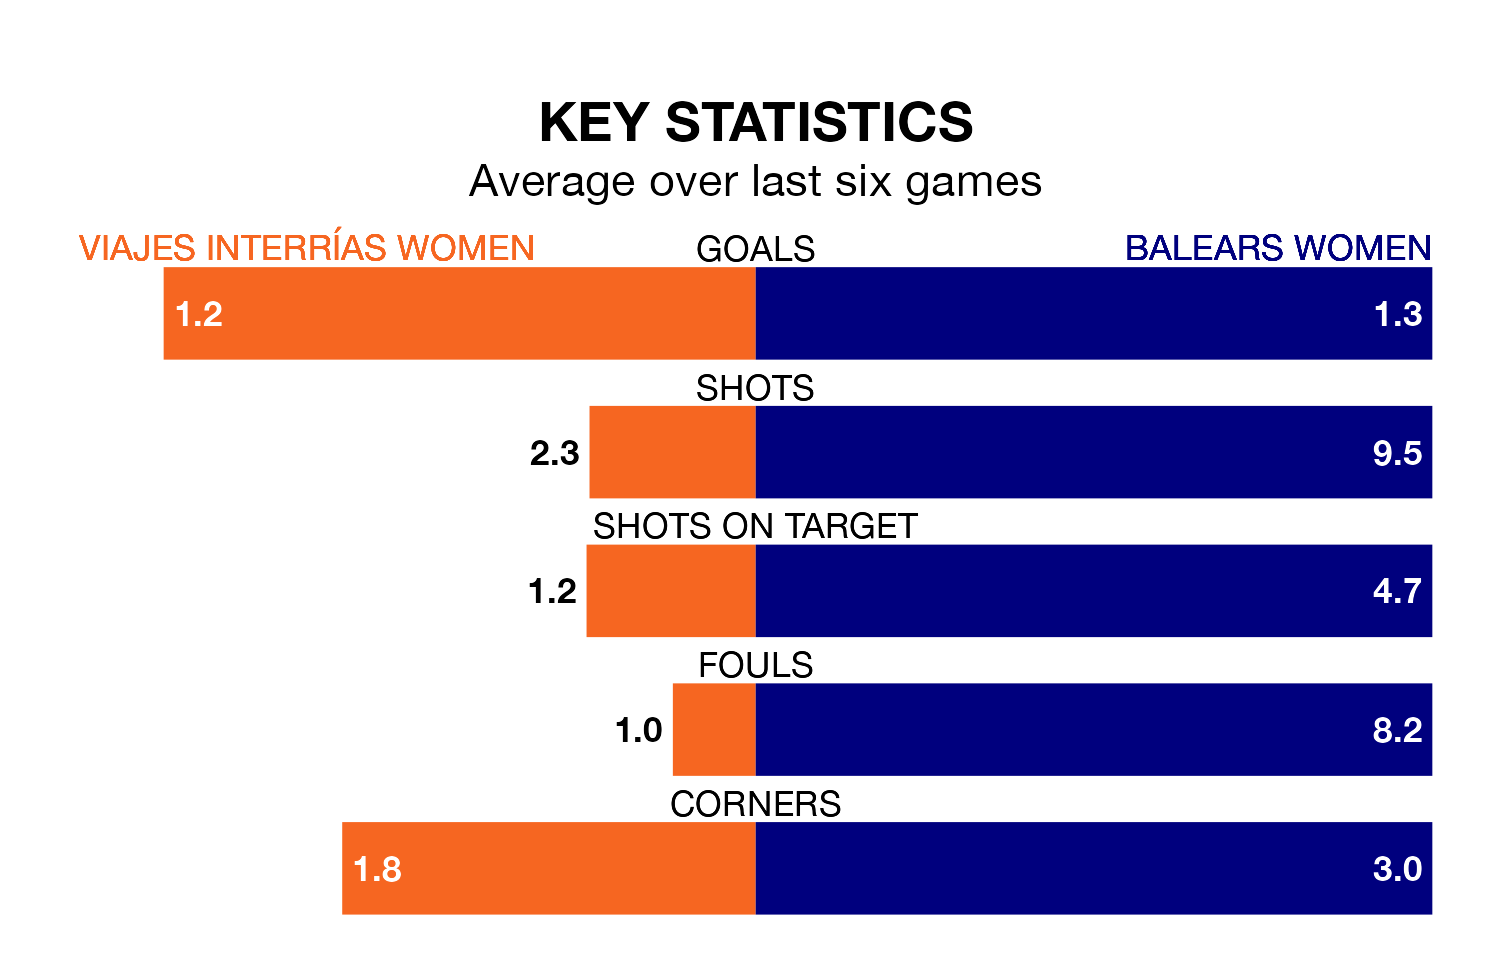 KEY STATISTICS
Average over last six games
VIAJES INTERRÍAS WOMEN GOALS BALEARS WOMEN
1.2 1.3
SHOTS
2.3 9.5
SHOTS ON TARGET
1.2 4.7
FOULS
1.0 8.2
CORNERS
1.8 3.0